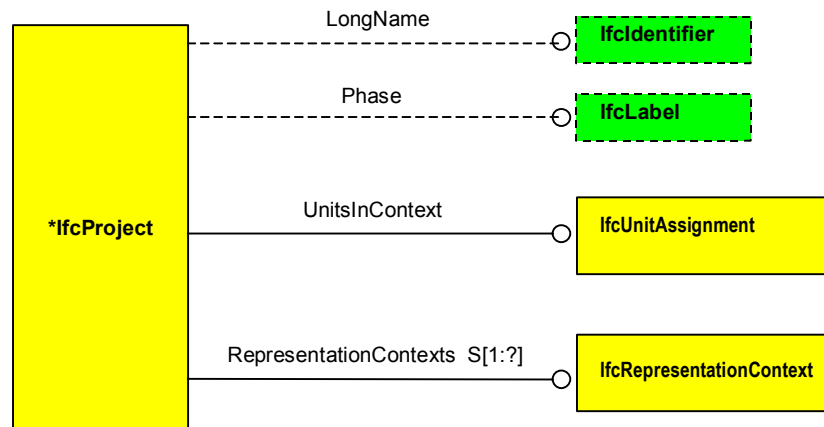 LongName
IfcIdentifier
Phase
IfcLabel
*IfcProject
UnitsInContext
IfcUnitAssignment
RepresentationContexts S[1:?]
IfcRepresentationContext